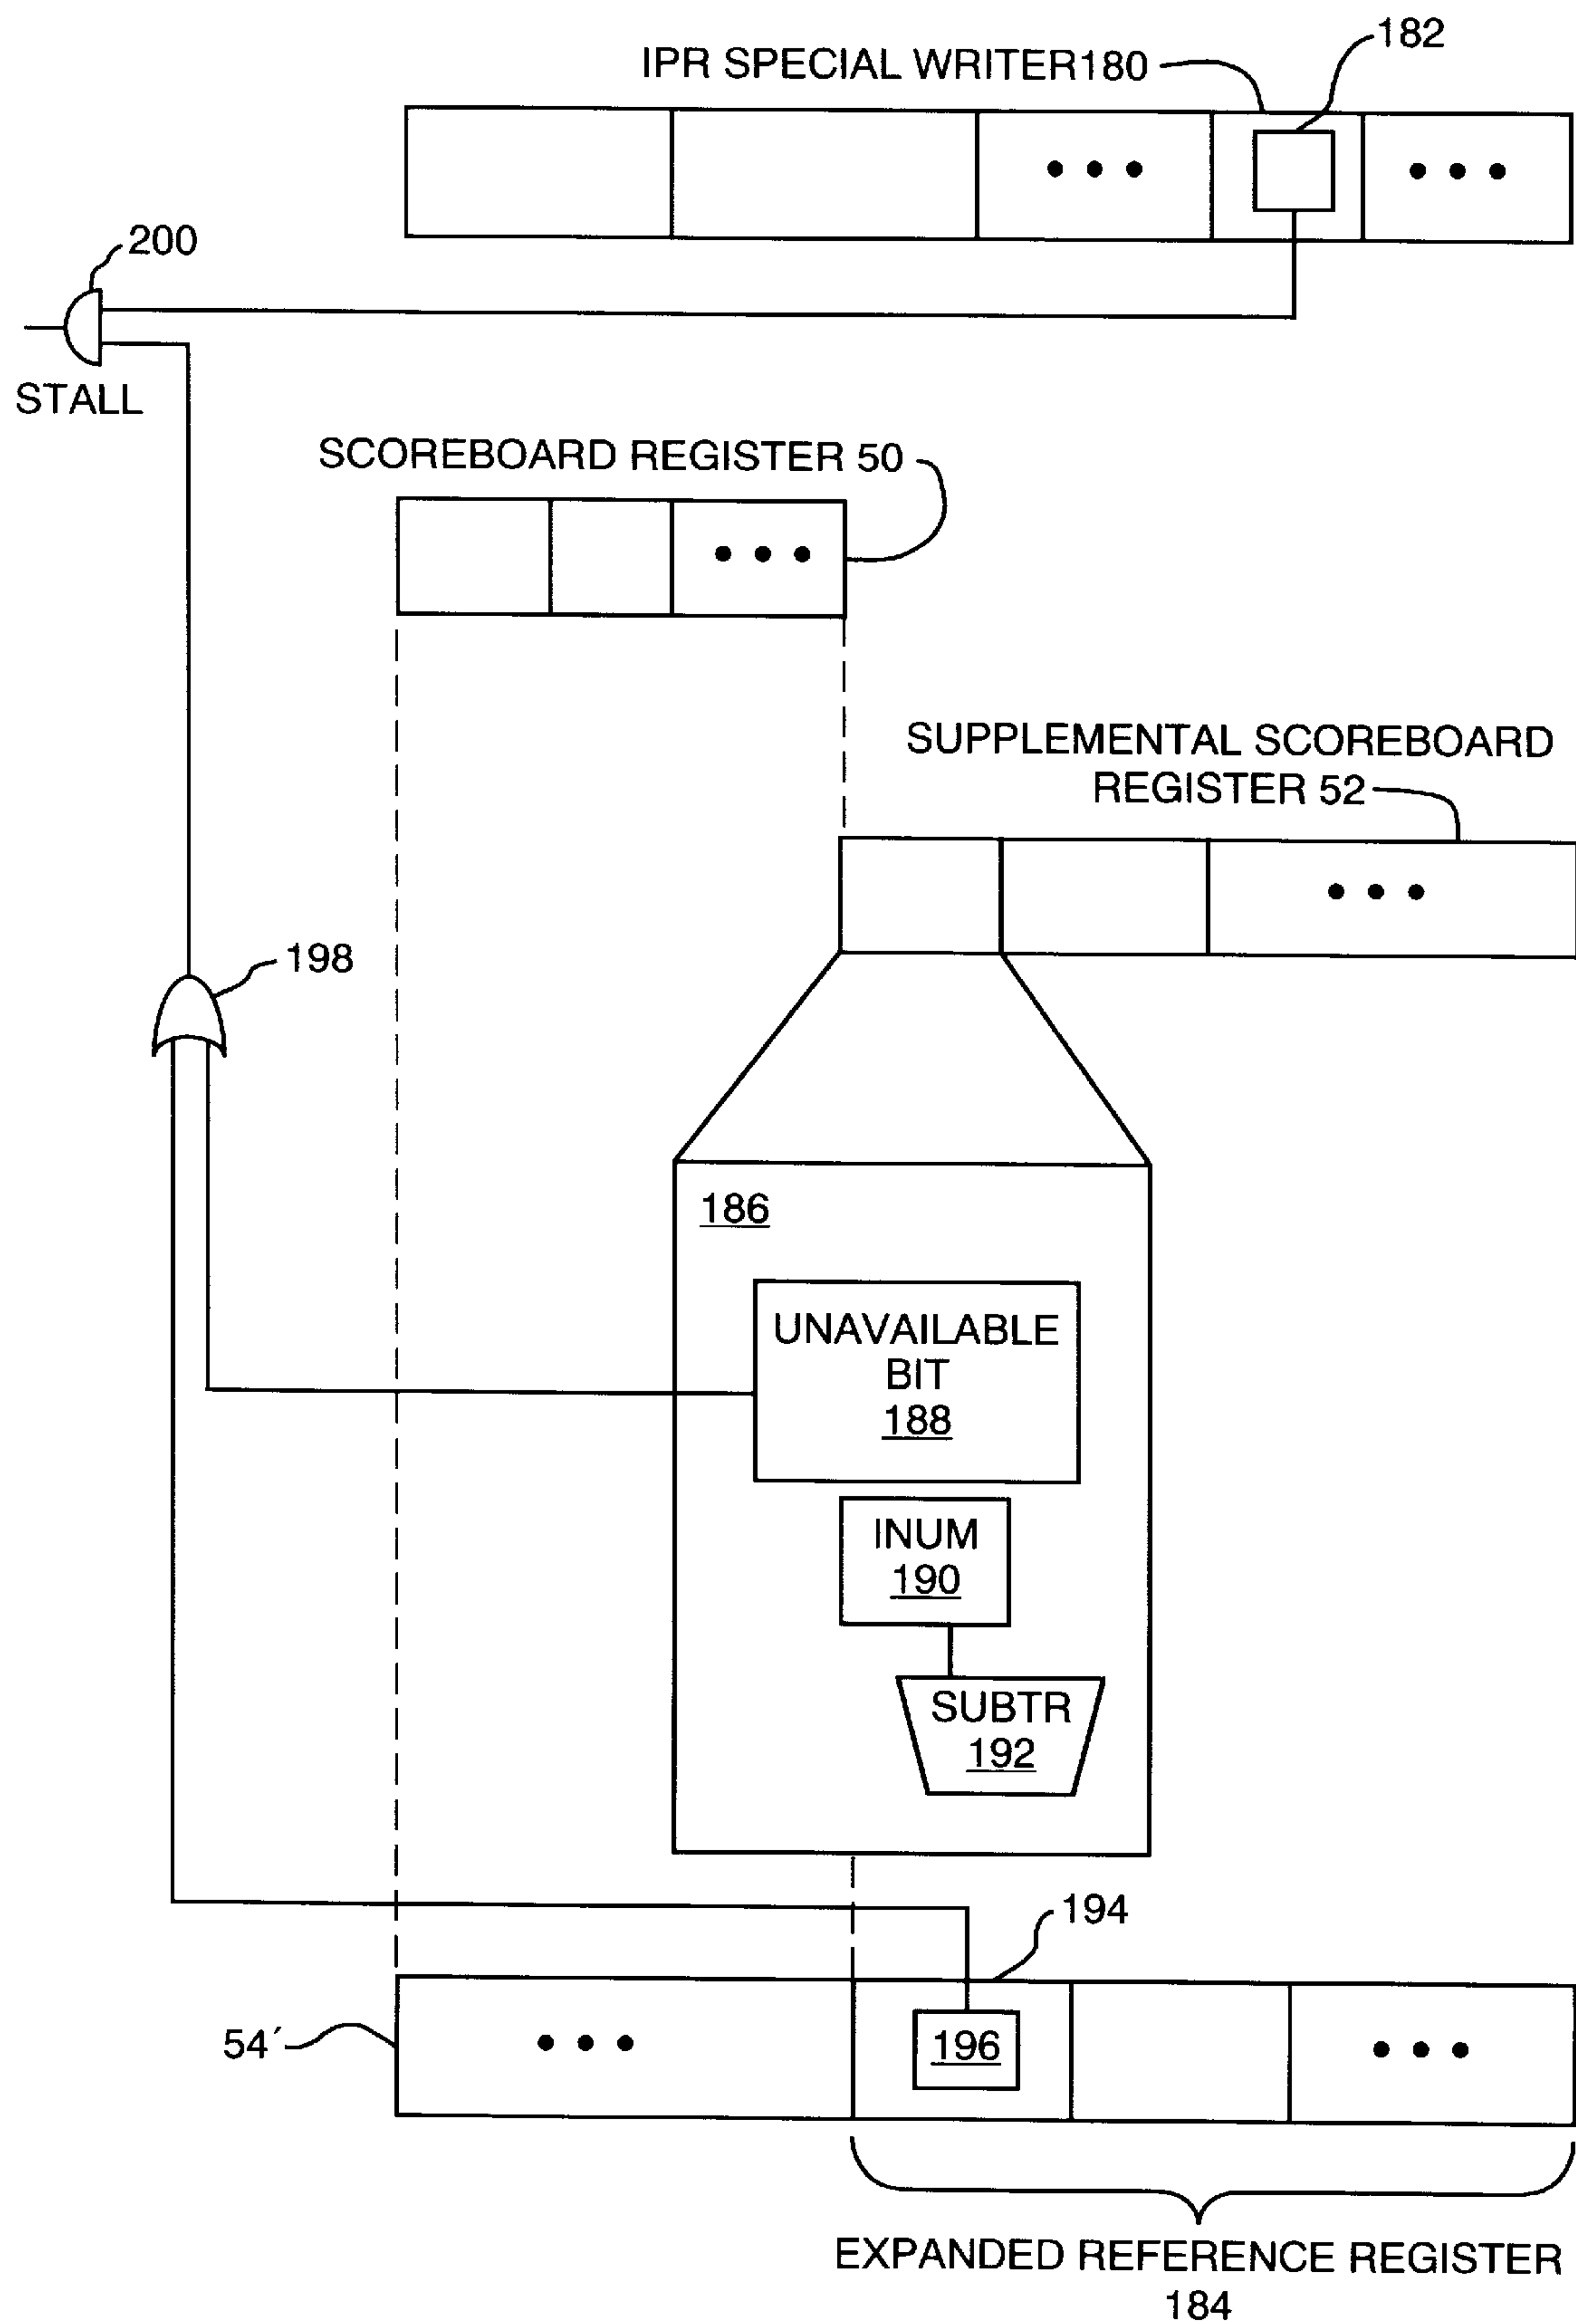 182
IPR SPECIAL WRITER180
200
STALL
SCOREBOARD REGISTER 50
SUPPLEMENTAL SCOREBOARD
REGISTER 52
198
186
UNAVAILABLE
BIT
188
INUM
190
SUBTR
192
194
54′
196
EXPANDED REFERENCE REGISTER
184